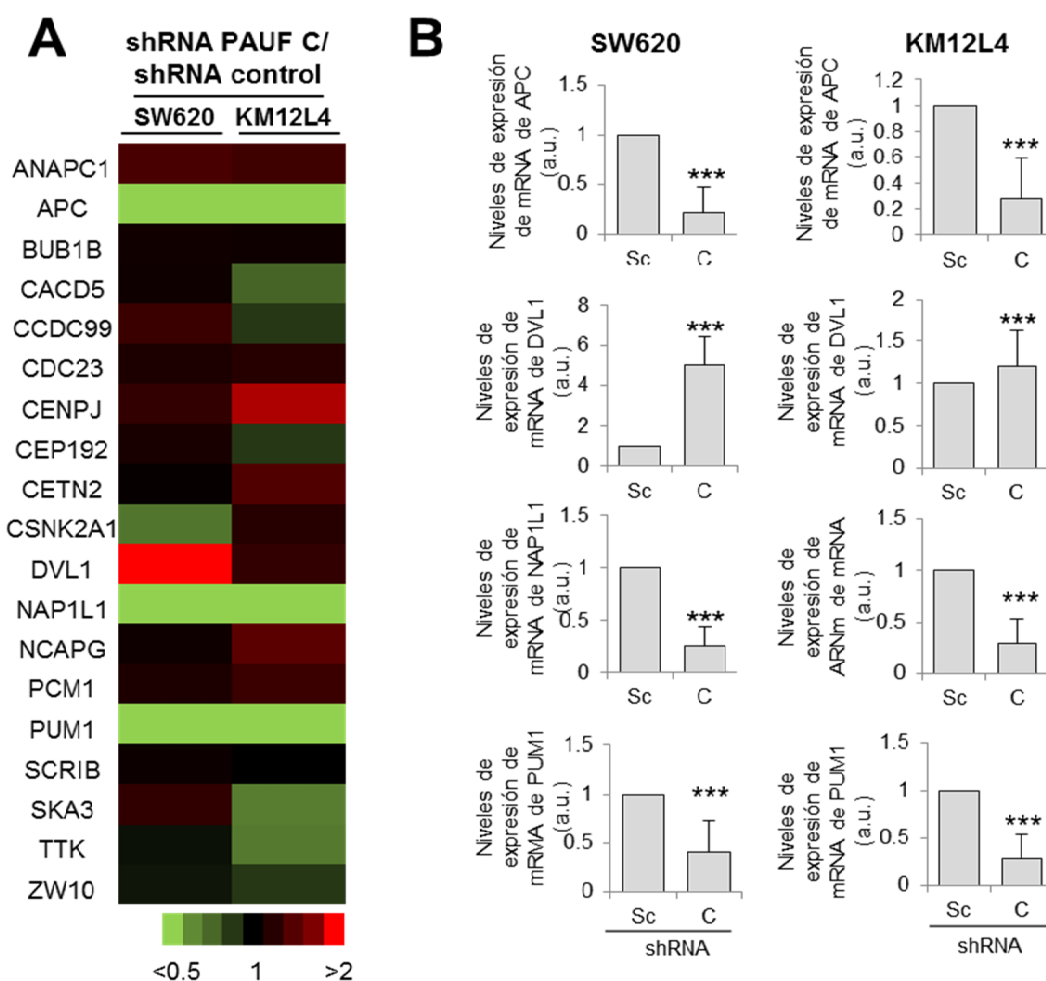 A
shRNA PAUF C/
shRNA control
SW620 KM12L4
ANAPC1
APC
BUB1B
CACD5
CCDC99
CDC23
CENPJ
CEP192
CETN2
CSNK2A1
DVL1
NAP1L1
NCAPG
PCM1
PUM1
SCRIB
SKA3
TTK
ZW10
<0.5 1 >2
B
SW620
KM12L4
Niveles de expresión
de mRNA de APC
(a.u.)
1.5
1
0.5
0
***
Sc C
Niveles de expresión
de mRNA de APC
(a.u.)
1.2
1
0.8
0.6
0.4
0.2
0
***
Sc C
Niveles de
expresión de
mRNA de DVL1
(a.u.)
8
6
4
2
0
***
Sc C
Niveles de
expresión de
mRNA de DVL1
(a.u.)
2
1.5
1
0.5
0
***
Sc C
Niveles de
expresión de
mRNA de NAP1L1
(a.u.)
1.5
1
0.5
0
***
Sc C
Niveles de
expresión de
ARNm de mRNA
(a.u.)
1.5
1
0.5
0
***
Sc C
Niveles de
expresión de
mRMA de PUM1
(a.u.)
1.5
1
0.5
0
***
Sc C
shRNA
Niveles de
expresión de
mRNA de PUM1
(a.u.)
1.5
1
0.5
0
***
Sc C
shRNA